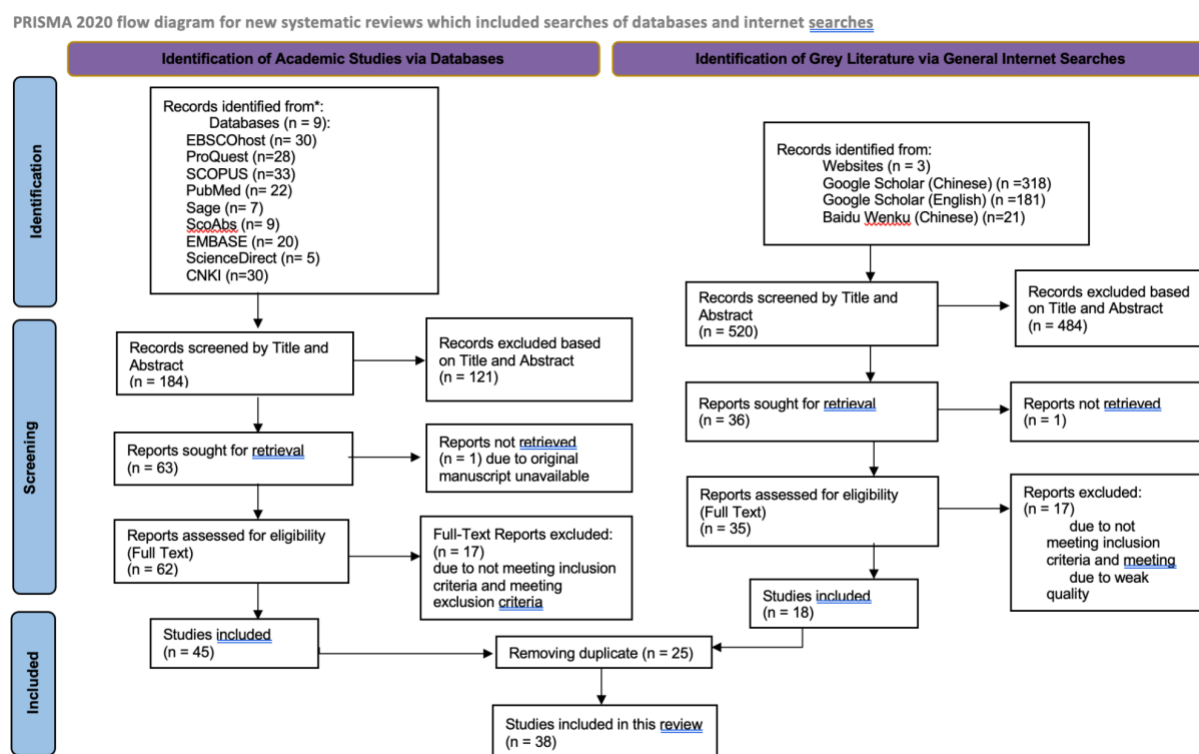 PRISMA 2020 flow diagram for new systematic reviews which included searches of databases and internet searches
Identification of Academic Studies via Databases
Identification of Grey Literature via General Internet Searches
Identification
Records identified from*:
Databases (n = 9):
EBSCOhost (n= 30)
ProQuest (n=28)
SCOPUS (n=33)
PubMed (n= 22)
Sage (n= 7)
ScoAbs (n= 9)
EMBASE (n= 20)
ScienceDirect (n= 5)
CNKI (n=30)
Records identified from:
Websites (n = 3)
Google Scholar (Chinese) (n =318)
Google Scholar (English) (n =181)
Baidu Wenku (Chinese) (n=21)
Screening
Records screened by Title and
Abstract
(n = 184)
Records excluded based
on Title and Abstract
(n = 121)
Records screened by Title and
Abstract
(n = 520)
Records excluded based
on Title and Abstract
(n = 484)
Reports sought for retrieval
(n = 63)
Reports not retrieved
(n = 1) due to original
manuscript unavailable
Reports sought for retrieval
(n = 36)
Reports not retrieved
(n = 1)
Reports assessed for eligibility
(Full Text)
(n = 62)
Full-Text Reports excluded:
(n = 17)
due to not meeting inclusion
criteria and meeting
exclusion criteria
Reports assessed for eligibility
(Full Text)
(n = 35)
Reports excluded:
(n = 17)
due to not
meeting inclusion
criteria and meeting
due to weak
quality
Included
Studies included
(n = 45)
Studies included
(n = 18)
Removing duplicate (n = 25)
Studies included in this review
(n = 38)